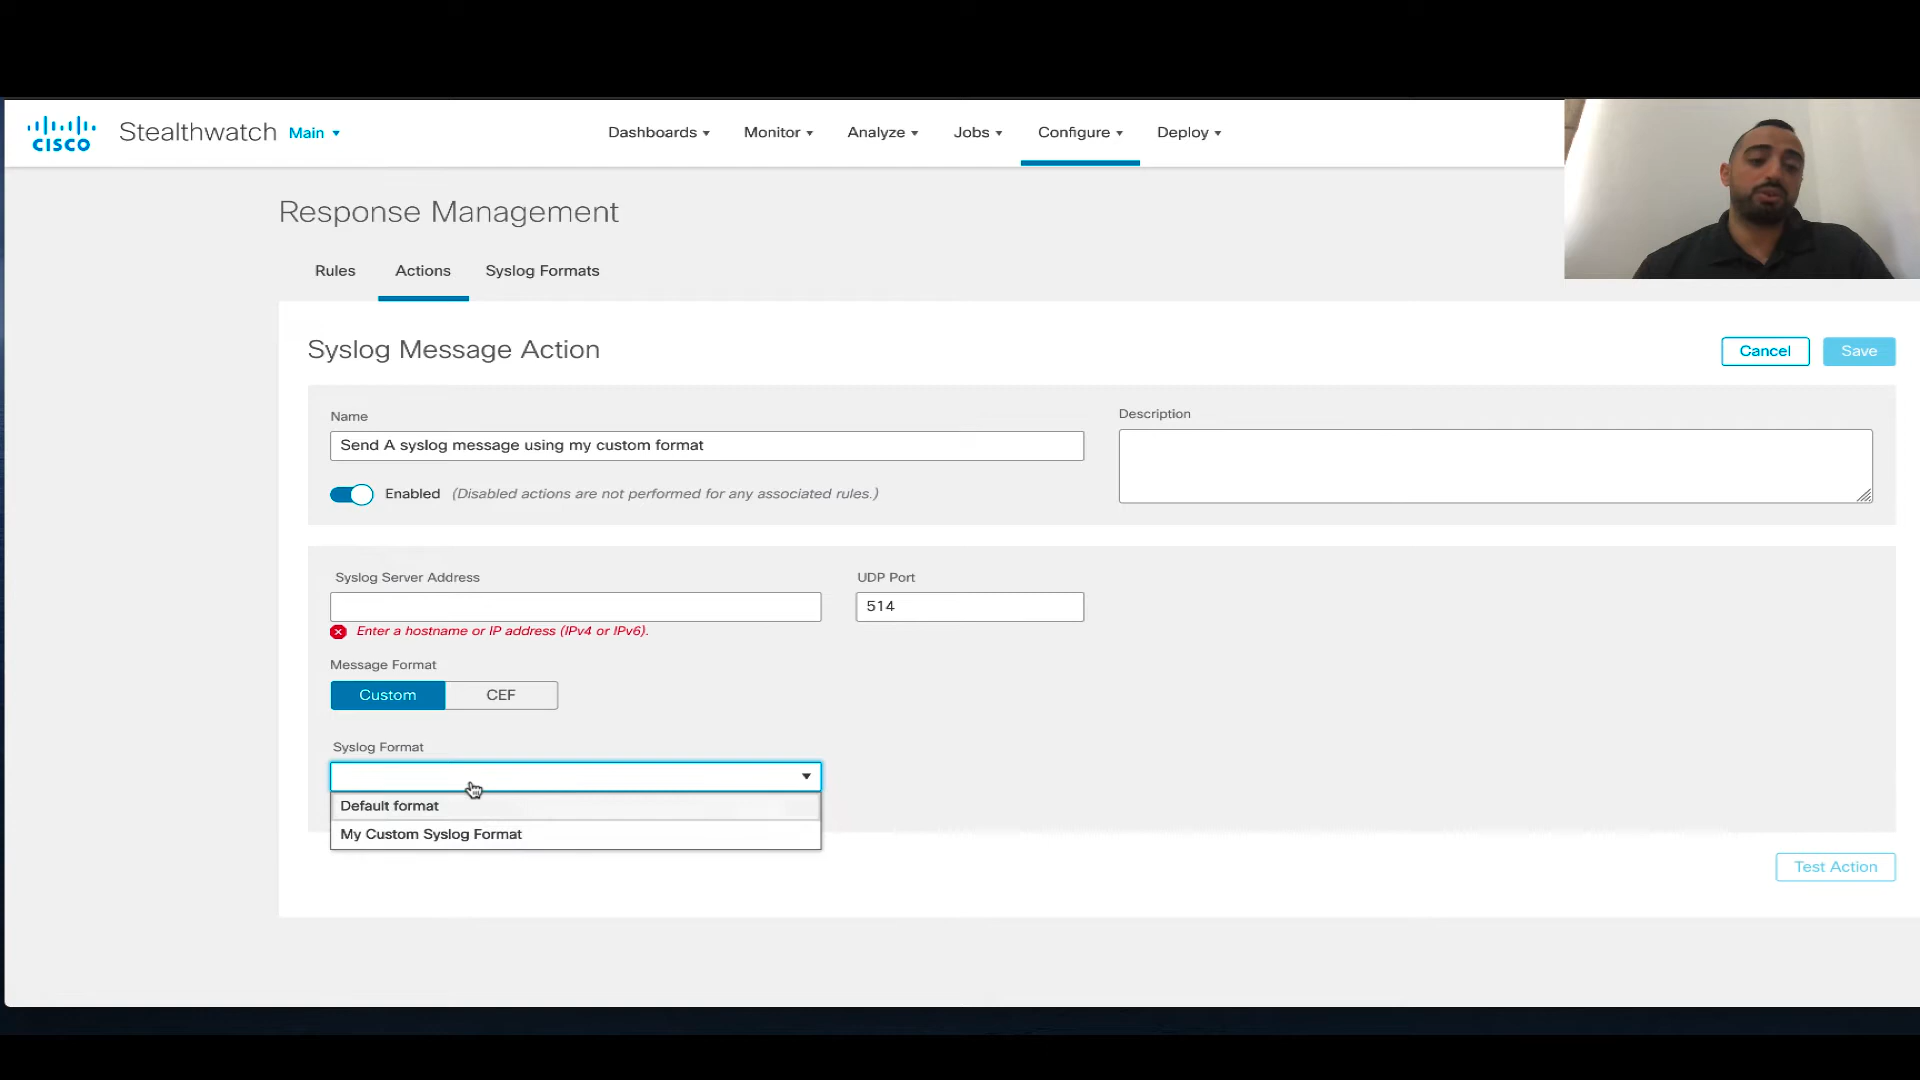 CISCO
Stealthwatch Main
Dashboards Monitor Analyze Jobs Configure Deploy
Response Management
Rules Actions Syslog Formats
Syslog Message Action
Cancel Save
Name
Description
Send A syslog message using my custom format
Enabled (Disabled actions are not performed for any associated rules.)
Syslog Server Address
UDP Port
514
Enter a hostname or IP address (IPv4 or IPv6).
Message Format
Custom CEF
Syslog Format
Default format
My Custom Syslog Format
Test Action